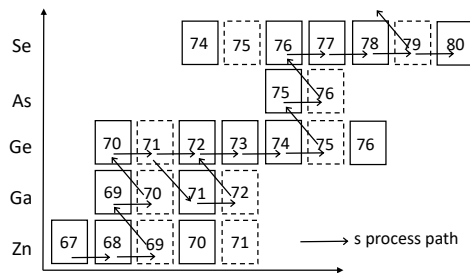 Se 74 75 76 77 78 79 80
As 75 76
Ge 70 71 72 73 74 75 76
Ga 69 70 71 72
Zn 67 68 69 70 71
s process path